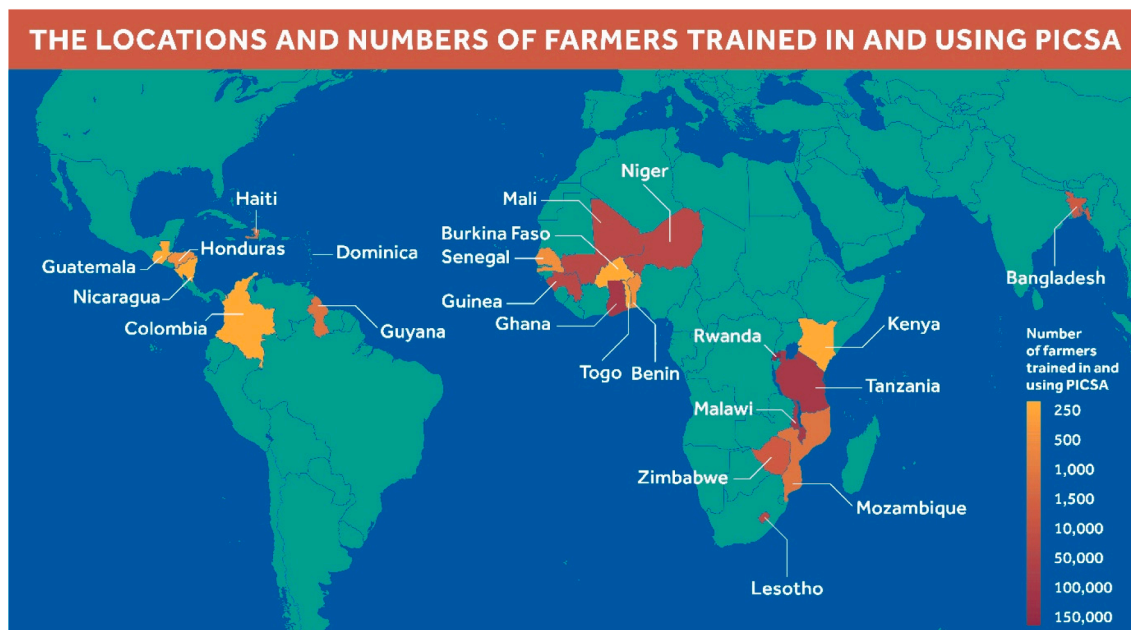 THE LOCATIONS AND NUMBERS OF FARMERS TRAINED IN AND USING PICSA
Niger
Mali
Haiti
Burkina Faso
Honduras
Dominica
Senegal
Guatemala
Bangladesh
Nicaragua
Guinea
Colombia
Guyana
Ghana
Kenya
Rwanda
Togo
Benin
Tanzania
Malawi
Zimbabwe
Mozambique
Lesotho
Number
of farmers
trained in and
using PICSA
250
500
1,000
1,500
10,000
50,000
100,000
150,000